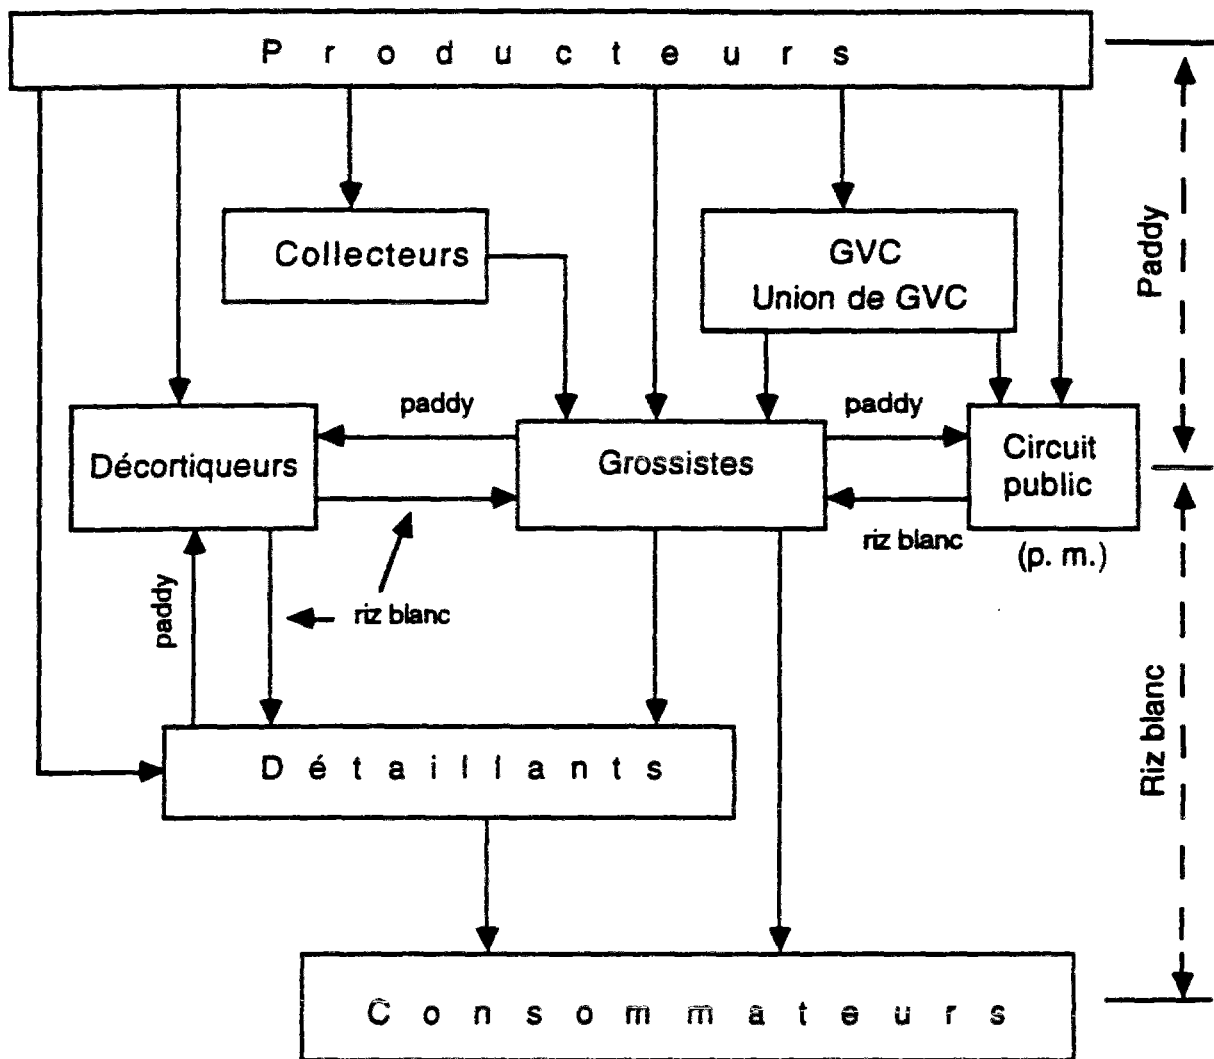 Producteurs
Collecteurs
GVC
Union de GVC
Paddy
paddy
paddy
Décortiqueurs
Grossistes
Circuit
public
riz blanc
(p. m.)
paddy
riz blanc
Riz blanc
Détaillants
Consommateurs